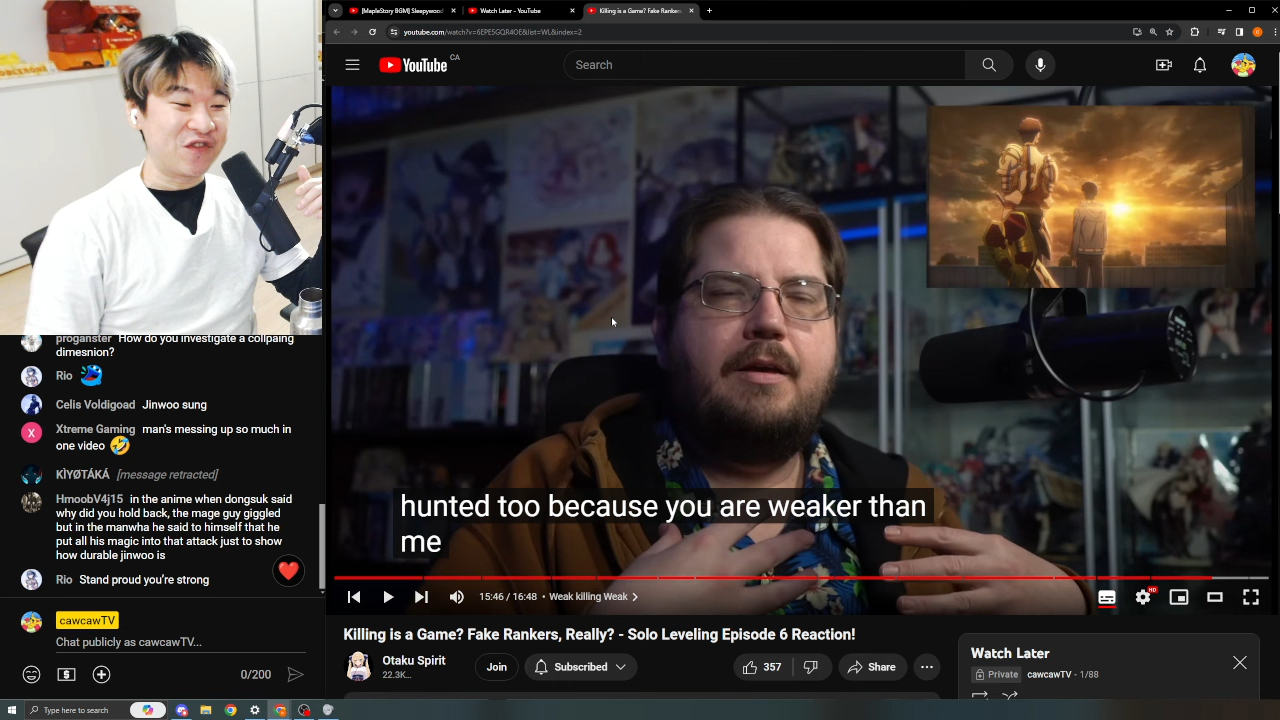 [MapleStory BGM] Sleepywood
Watch Later - YouTube
Killing is a Game? Fake Rankers,
youtube.com/watch?v=6EPE5GQR4OE&list=WL&index=2
YouTube CA
Search
hunted too because you are weaker than
me
15:46 / 16:48 • Weak killing Weak
HD
Killing is a Game? Fake Rankers, Really? - Solo Leveling Episode 6 Reaction!
Otaku Spirit
22.3K...
Join
Subscribed
357
Share
Watch Later
Private
cawcawTV - 1/88
proganster How do you investigate a collpaing
dimesnion?
Rio
Celis Voldigoad Jinwoo sung
X
Xtreme Gaming man's messing up so much in
one video
KÌYØTÁKÁ [message retracted]
HmoobV4j15 in the anime when dongsuk said
why did you hold back, the mage guy giggled
but in the manwha he said to himself that he
put all his magic into that attack just to show
how durable jinwoo is
Rio Stand proud you're strong
cawcawTV
Chat publicly as cawcawTV...
0/200
Type here to search